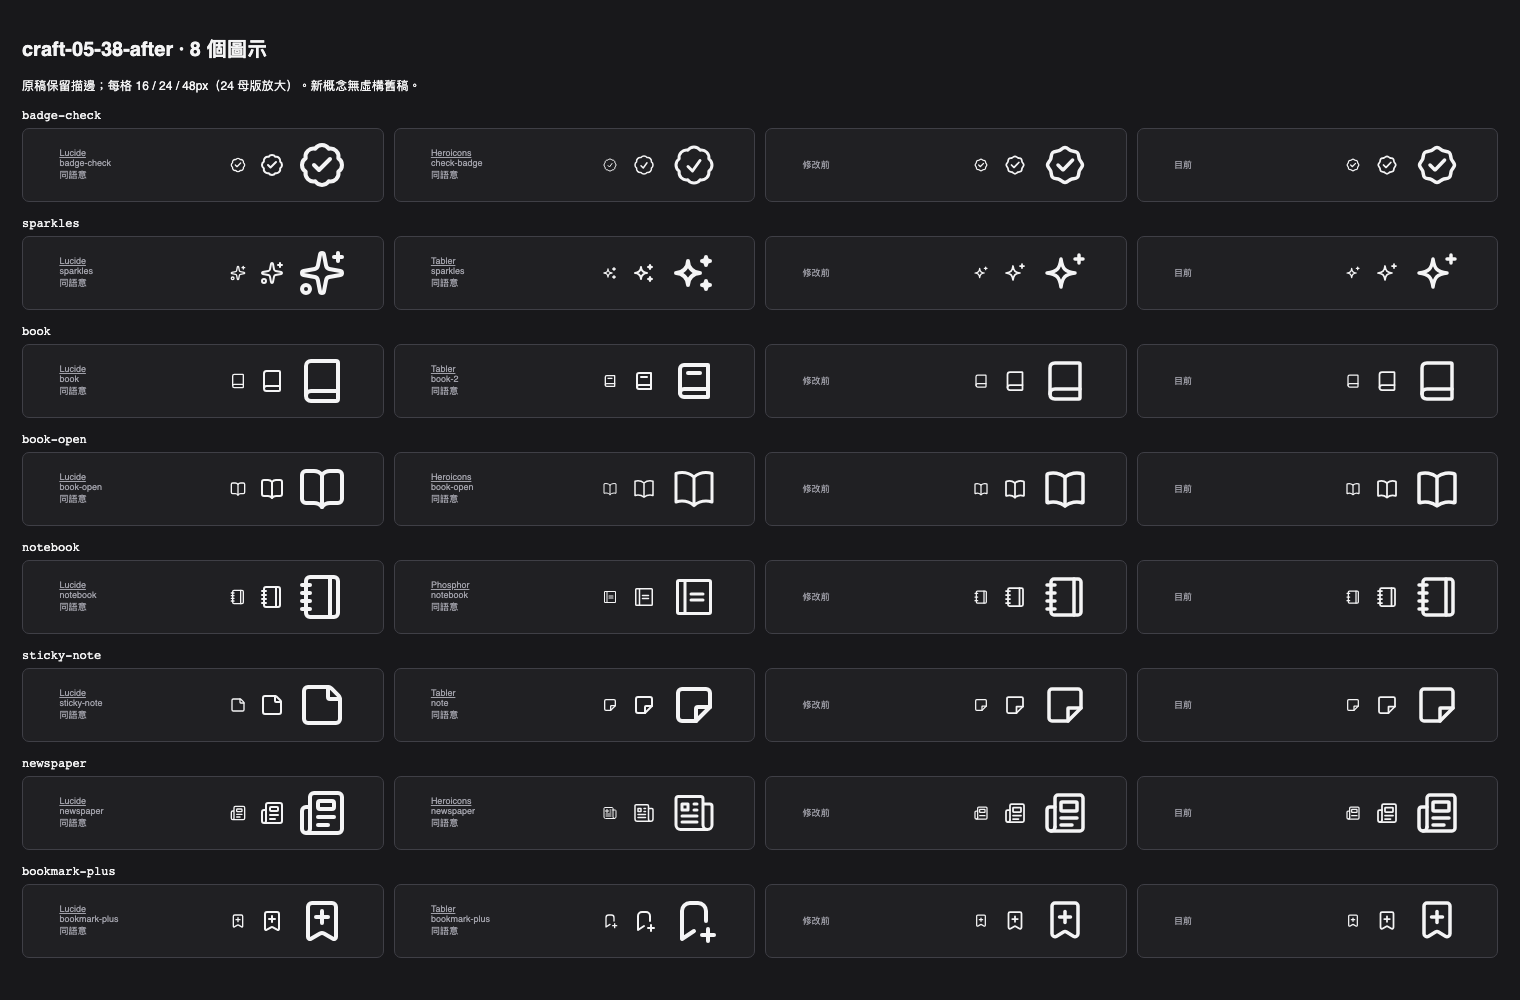 craft-05-38-after · 8 個圖示
原稿保留描邊；每格 16 / 24 / 48px（24 母版放大）。新概念無虛構舊稿。
badge-check
Lucide
badge-check
同語意
Heroicons
check-badge
同語意
修改前
目前
sparkles
Lucide
sparkles
同語意
Tabler
sparkles
同語意
修改前
目前
book
Lucide
book
同語意
Tabler
book-2
同語意
修改前
目前
book-open
Lucide
book-open
同語意
Heroicons
book-open
同語意
修改前
目前
notebook
Lucide
notebook
同語意
Phosphor
notebook
同語意
修改前
目前
sticky-note
Lucide
sticky-note
同語意
Tabler
note
同語意
修改前
目前
newspaper
Lucide
newspaper
同語意
Heroicons
newspaper
同語意
修改前
目前
bookmark-plus
Lucide
bookmark-plus
同語意
Tabler
bookmark-plus
同語意
修改前
目前